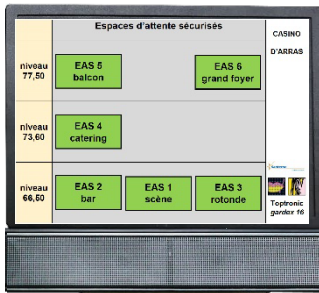 Espaces d'attente sécurisés
CASINO
D'ARRAS
niveau
77,50
EAS 5
balcon
EAS 6
grand foyer
niveau
73,60
EAS 4
catering
niveau
66,50
EAS 2
bar
EAS 1
scène
EAS 3
rotonde
Toptronic
gardex 16